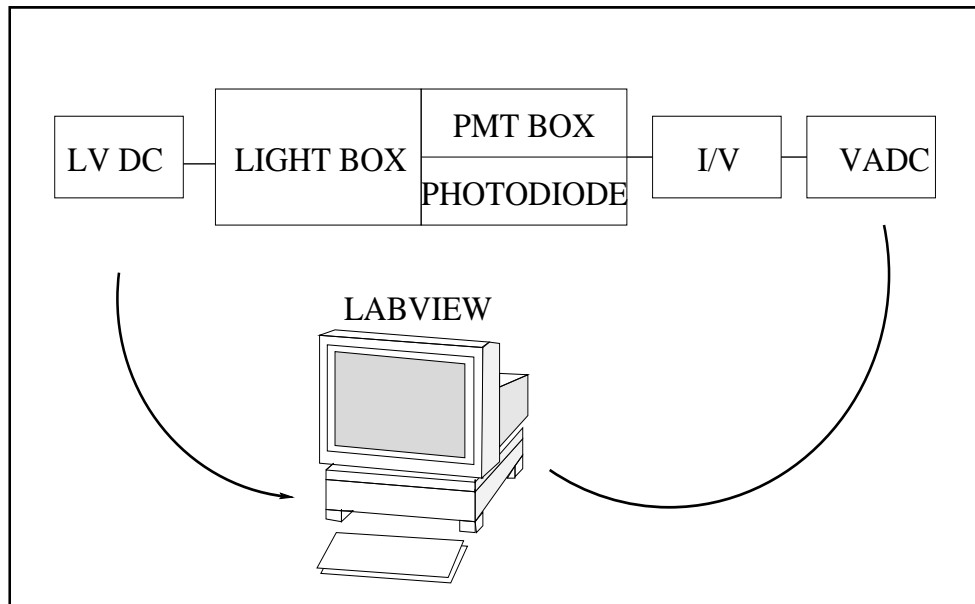 LV DC
LIGHT BOX
PMT BOX
PHOTODIODE
I/V
VADC
LABVIEW